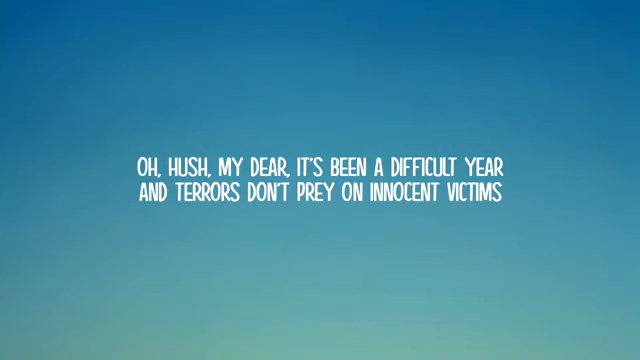 OH, HUSH, MY DEAR, IT'S BEEN A DIFFICULT YEAR
AND TERRORS DON'T PREY ON INNOCENT VICTIMS